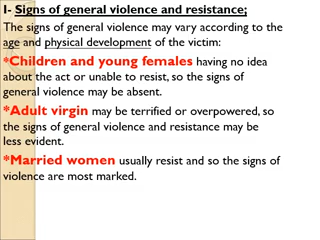 I- Signs of general violence and resistance;
The signs of general violence may vary according to the
age and physical development of the victim:
*Children and young females having no idea
about the act or unable to resist, so the signs of
general violence may be absent.
*Adult virgin may be terrified or overpowered, so
the signs of general violence and resistance may be
less evident.
*Married women usually resist and so the signs of
violence are most marked.